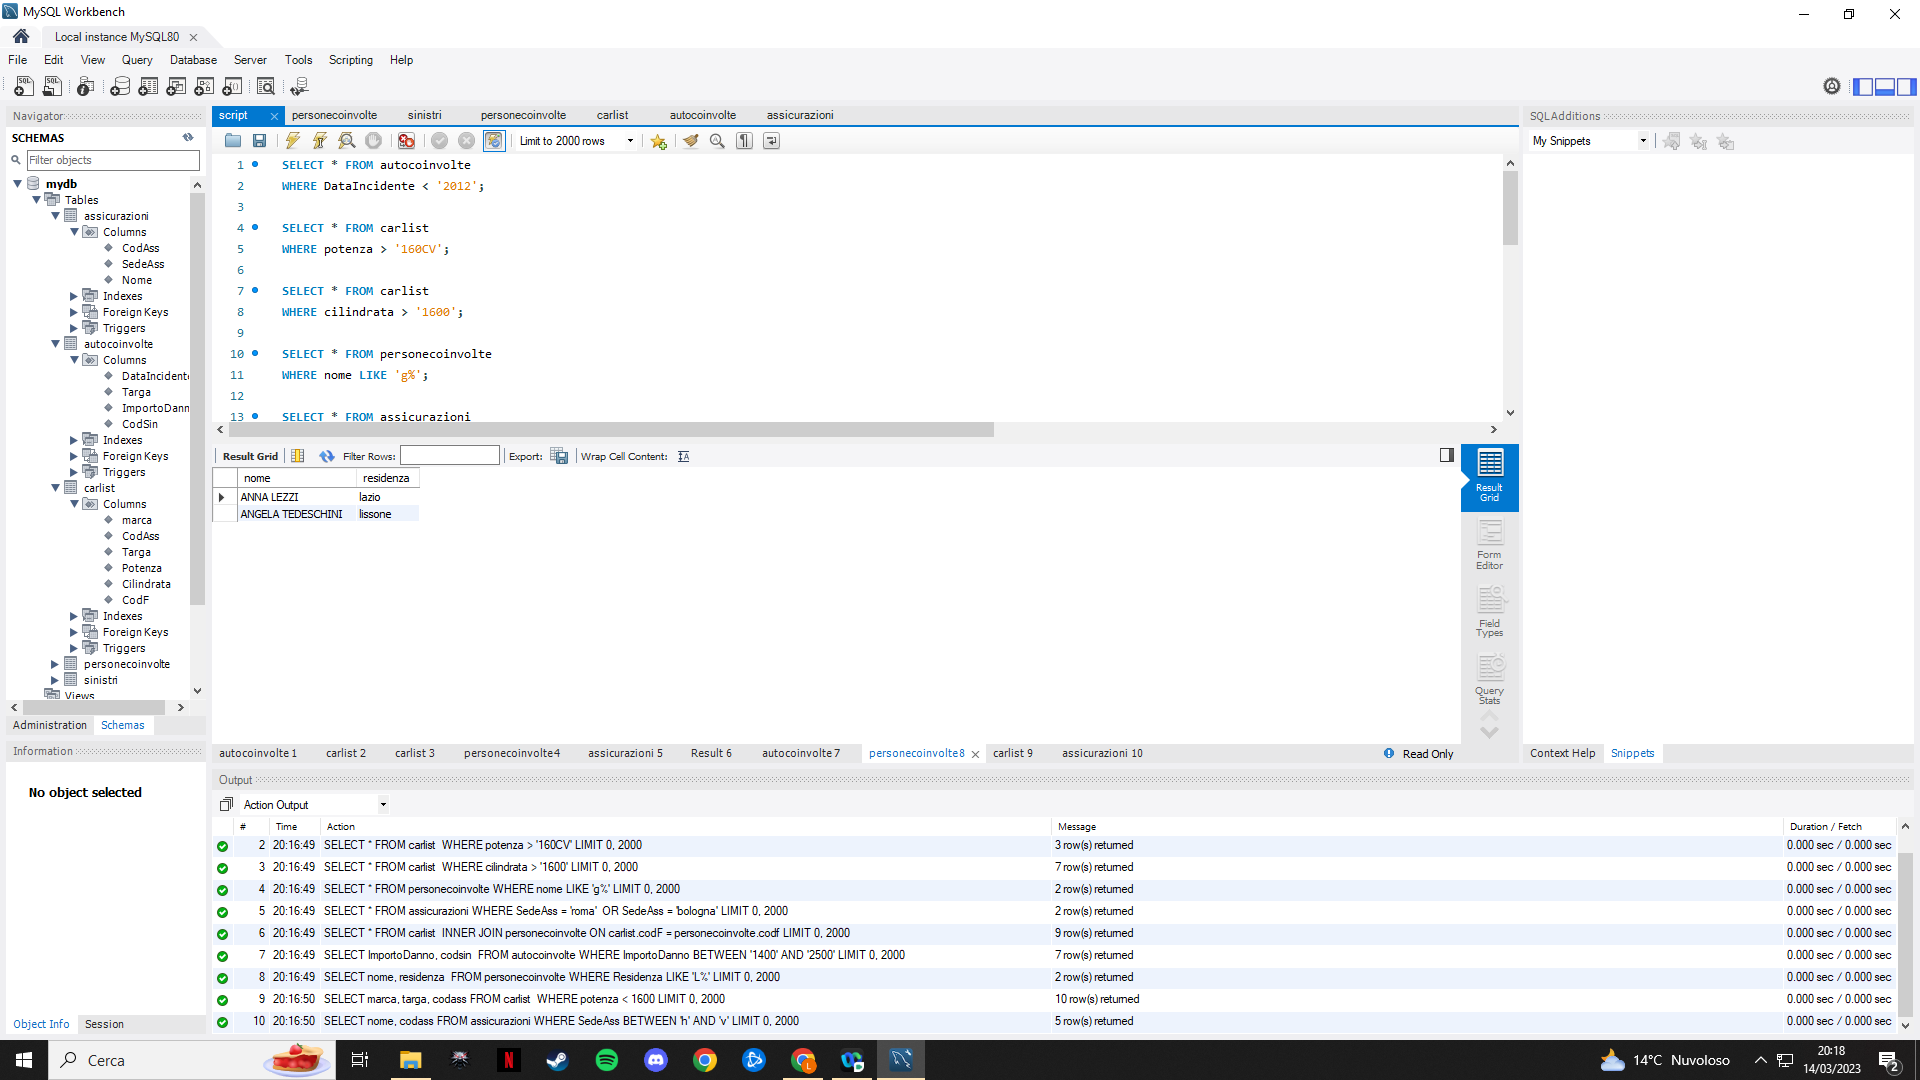 MySQL Workbench
Local instance MySQL80
File Edit View Query Database Server Tools Scripting Help
Navigator
SCHEMAS
Filter objects
mydb
Tables
assicurazioni
Columns
CodAss
SedeAss
Nome
Indexes
Foreign Keys
Triggers
autocoinvolte
Columns
DataIncidente
Targa
ImportoDann
CodSin
Indexes
Foreign Keys
Triggers
carlist
Columns
marca
CodAss
Targa
Potenza
Cilindrata
CodF
Indexes
Foreign Keys
Triggers
personecoinvolte
sinistri
Views
Administration Schemas
Information
No object selected
Object Info Session
script personecoinvolte sinistri personecoinvolte carlist autocoinvolte assicurazioni
Limit to 2000 rows
1 SELECT * FROM autocoinvolte
2 WHERE DataIncidente < '2012';
3
4 SELECT * FROM carlist
5 WHERE potenza > '160CV';
6
7 SELECT * FROM carlist
8 WHERE cilindrata > '1600';
9
10 SELECT * FROM personecoinvolte
11 WHERE nome LIKE 'g%';
12
13 SELECT * FROM assicurazioni
Result Grid Filter Rows: Export: Wrap Cell Content:
nome residenza
ANNA LEZZI lazio
ANGELA TEDESCHINI lissone
Result Grid
Form Editor
Field Types
Query Stats
autocoinvolte 1 carlist 2 carlist 3 personecoinvolte4 assicurazioni 5 Result 6 autocoinvolte 7 personecoinvolte8 carlist 9 assicurazioni 10 Read Only
SQLAdditions
My Snippets
Context Help Snippets
Output
Action Output
# Time Action Message Duration / Fetch
2 20:16:49 SELECT * FROM carlist WHERE potenza > '160CV' LIMIT 0, 2000 3 row(s) returned 0.000 sec / 0.000 sec
3 20:16:49 SELECT * FROM carlist WHERE cilindrata > '1600' LIMIT 0, 2000 7 row(s) returned 0.000 sec / 0.000 sec
4 20:16:49 SELECT * FROM personecoinvolte WHERE nome LIKE 'g%' LIMIT 0, 2000 2 row(s) returned 0.000 sec / 0.000 sec
5 20:16:49 SELECT * FROM assicurazioni WHERE SedeAss = 'roma' OR SedeAss = 'bologna' LIMIT 0, 2000 2 row(s) returned 0.000 sec / 0.000 sec
6 20:16:49 SELECT * FROM carlist INNER JOIN personecoinvolte ON carlist.codF = personecoinvolte.codf LIMIT 0, 2000 9 row(s) returned 0.000 sec / 0.000 sec
7 20:16:49 SELECT ImportoDanno, codsin FROM autocoinvolte WHERE ImportoDanno BETWEEN '1400' AND '2500' LIMIT 0, 2000 7 row(s) returned 0.000 sec / 0.000 sec
8 20:16:49 SELECT nome, residenza FROM personecoinvolte WHERE Residenza LIKE 'L%' LIMIT 0, 2000 2 row(s) returned 0.000 sec / 0.000 sec
9 20:16:50 SELECT marca, targa, codass FROM carlist WHERE potenza < 1600 LIMIT 0, 2000 10 row(s) returned 0.000 sec / 0.000 sec
10 20:16:50 SELECT nome, codass FROM assicurazioni WHERE SedeAss BETWEEN 'h' AND 'v' LIMIT 0, 2000 5 row(s) returned 0.000 sec / 0.000 sec
Cerca
14°C Nuvoloso
20:18
14/03/2023
2